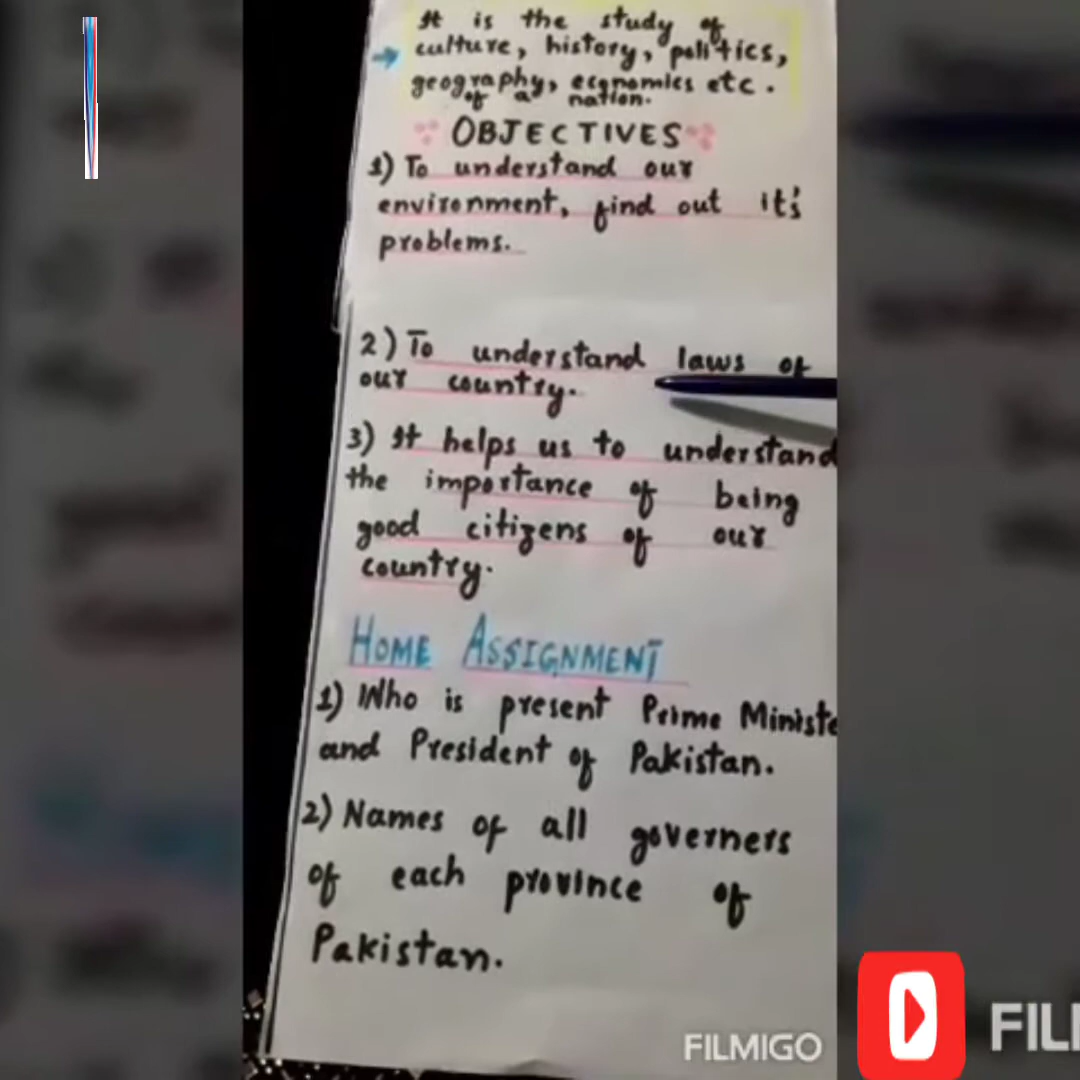 It is the study of
culture, history, politics,
geography, economics etc.
of a nation.
OBJECTIVES
1) To understand our
environment, find out it's
problems.
2) To understand laws of
our country.
3) It helps us to understand
the importance of being
good citizens of our
country.
HOME ASSIGNMENT
1) Who is present Prime Ministe
and President of Pakistan.
2) Names of all governers
of each province of
Pakistan.
FILMIGO
FIL